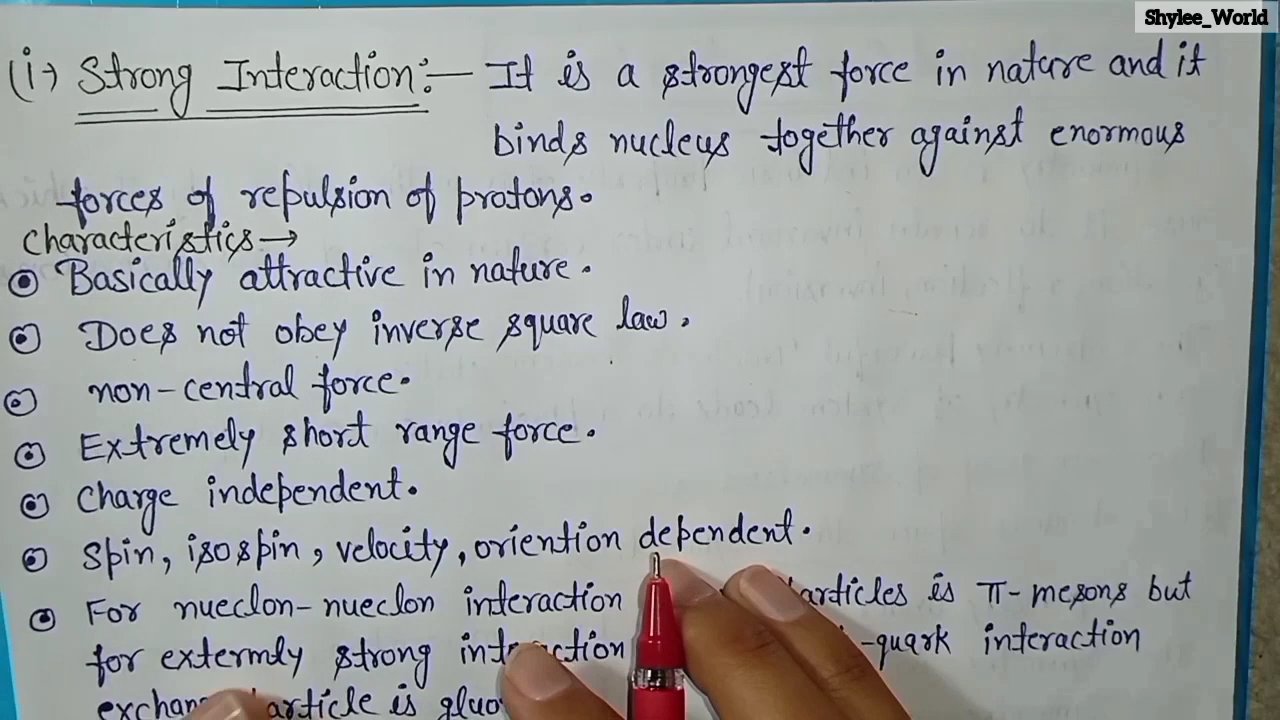 Shylee_World
(i) Strong Interaction:- It is a strongest force in nature and it
binds nucleus together against enormous
forces of repulsion of protons.
Characteristics →
Basically attractive in nature.
Does not obey inverse square law.
non-central force.
Extremely short range force.
Charge independent.
Spin, isospin, velocity, oriention dependent.
For nueclon-nueclon interaction articles is π-mesons but
for extermly strong interaction -quark interaction
article is